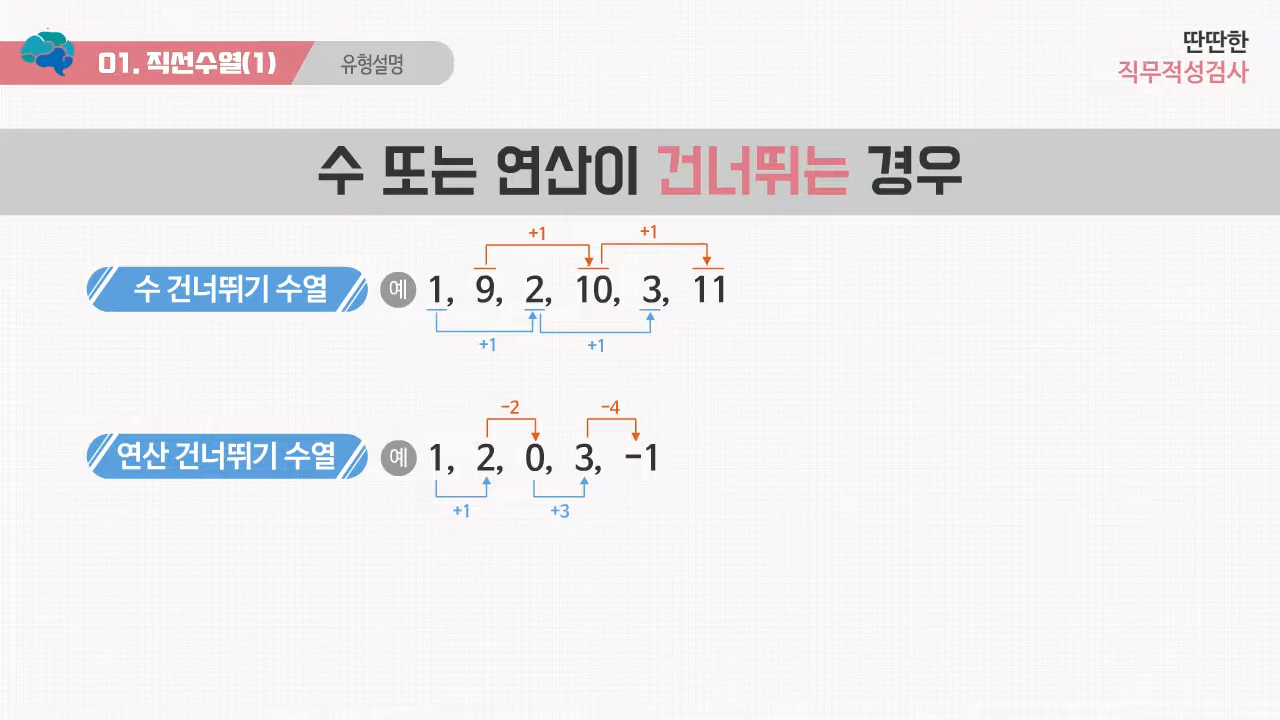 01. 직선수열(1)
유형설명
딴딴한
직무적성검사
수 또는 연산이 건너뛰는 경우
+1 +1
수 건너뛰기 수열 예 1, 9, 2, 10, 3, 11
+1 +1
-2 -4
연산 건너뛰기 수열 예 1, 2, 0, 3, -1
+1 +3